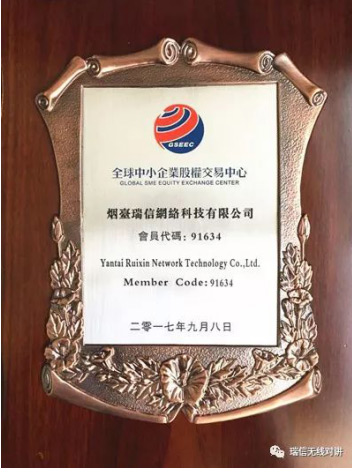 GSEEC
全球中小企業股權交易中心
GLOBAL SME EQUITY EXCHANGE CENTER
烟臺瑞信網絡科技有限公司
會員代碼: 91634
Yantai Ruixin Network Technology Co.,Ltd.
Member Code:91634
二零一七年九月八日
瑞信无线对讲